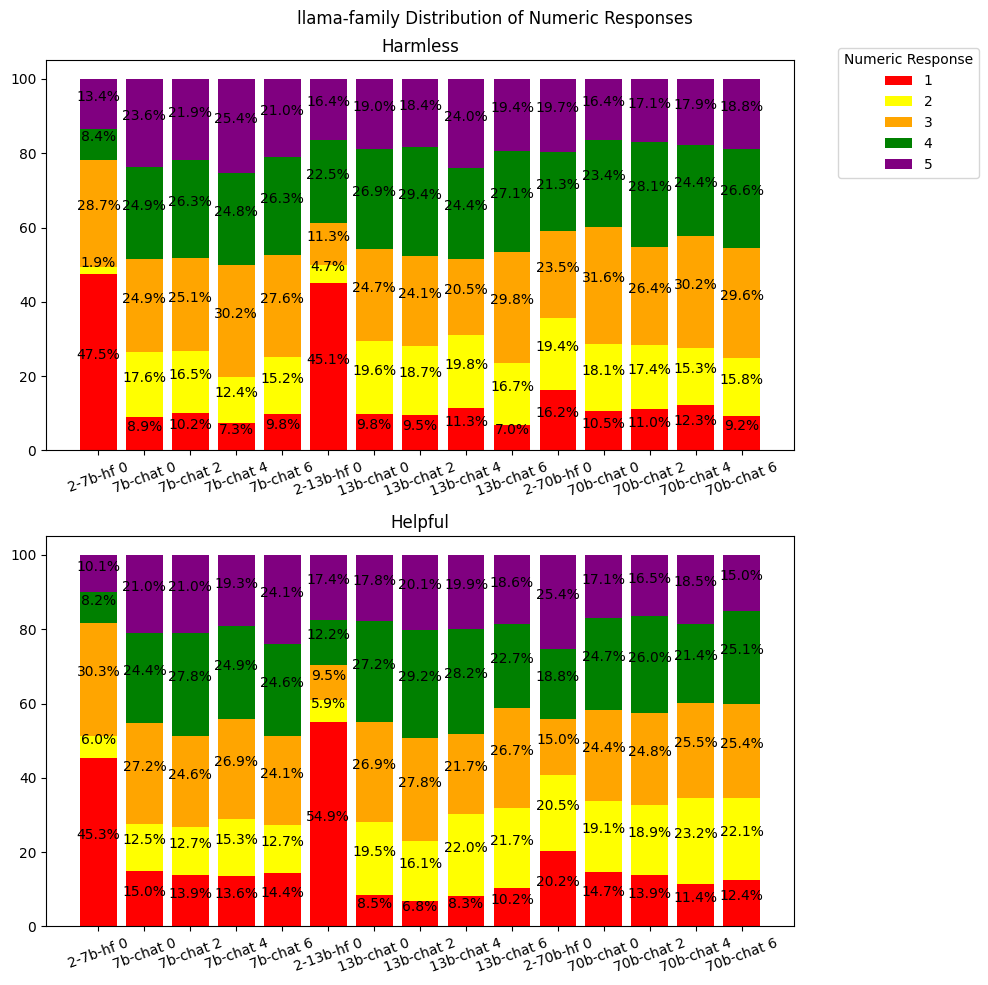 llama-family Distribution of Numeric Responses
Harmless
Numeric Response
1
2
3
4
5
100
80
60
40
20
0
13.4% 23.6% 21.9% 25.4% 21.0% 16.4% 19.0% 18.4% 24.0% 19.4% 19.7% 16.4% 17.1% 17.9% 18.8%
8.4% 24.9% 26.3% 24.8% 26.3% 22.5% 26.9% 29.4% 24.4% 27.1% 21.3% 23.4% 28.1% 24.4% 26.6%
28.7% 24.9% 25.1% 30.2% 27.6% 11.3% 24.7% 24.1% 20.5% 29.8% 23.5% 31.6% 26.4% 30.2% 29.6%
1.9% 17.6% 16.5% 12.4% 15.2% 4.7% 19.6% 18.7% 19.8% 16.7% 19.4% 18.1% 17.4% 15.3% 15.8%
47.5% 8.9% 10.2% 7.3% 9.8% 45.1% 9.8% 9.5% 11.3% 7.0% 16.2% 10.5% 11.0% 12.3% 9.2%
2-7b-hf 0 7b-chat 0 7b-chat 2 7b-chat 4 7b-chat 6 2-13b-hf 0 13b-chat 0 13b-chat 2 13b-chat 4 13b-chat 6 2-70b-hf 0 70b-chat 0 70b-chat 2 70b-chat 4 70b-chat 6
Helpful
100
80
60
40
20
0
10.1% 21.0% 21.0% 19.3% 24.1% 17.4% 17.8% 20.1% 19.9% 18.6% 25.4% 17.1% 16.5% 18.5% 15.0%
8.2% 24.4% 27.8% 24.9% 24.6% 12.2% 27.2% 29.2% 28.2% 22.7% 18.8% 24.7% 26.0% 21.4% 25.1%
30.3% 27.2% 24.6% 26.9% 24.1% 9.5% 26.9% 27.8% 21.7% 26.7% 15.0% 24.4% 24.8% 25.5% 25.4%
6.0% 12.5% 12.7% 15.3% 12.7% 5.9% 19.5% 16.1% 22.0% 21.7% 20.5% 19.1% 18.9% 23.2% 22.1%
45.3% 15.0% 13.9% 13.6% 14.4% 54.9% 8.5% 6.8% 8.3% 10.2% 20.2% 14.7% 13.9% 11.4% 12.4%
2-7b-hf 0 7b-chat 0 7b-chat 2 7b-chat 4 7b-chat 6 2-13b-hf 0 13b-chat 0 13b-chat 2 13b-chat 4 13b-chat 6 2-70b-hf 0 70b-chat 0 70b-chat 2 70b-chat 4 70b-chat 6